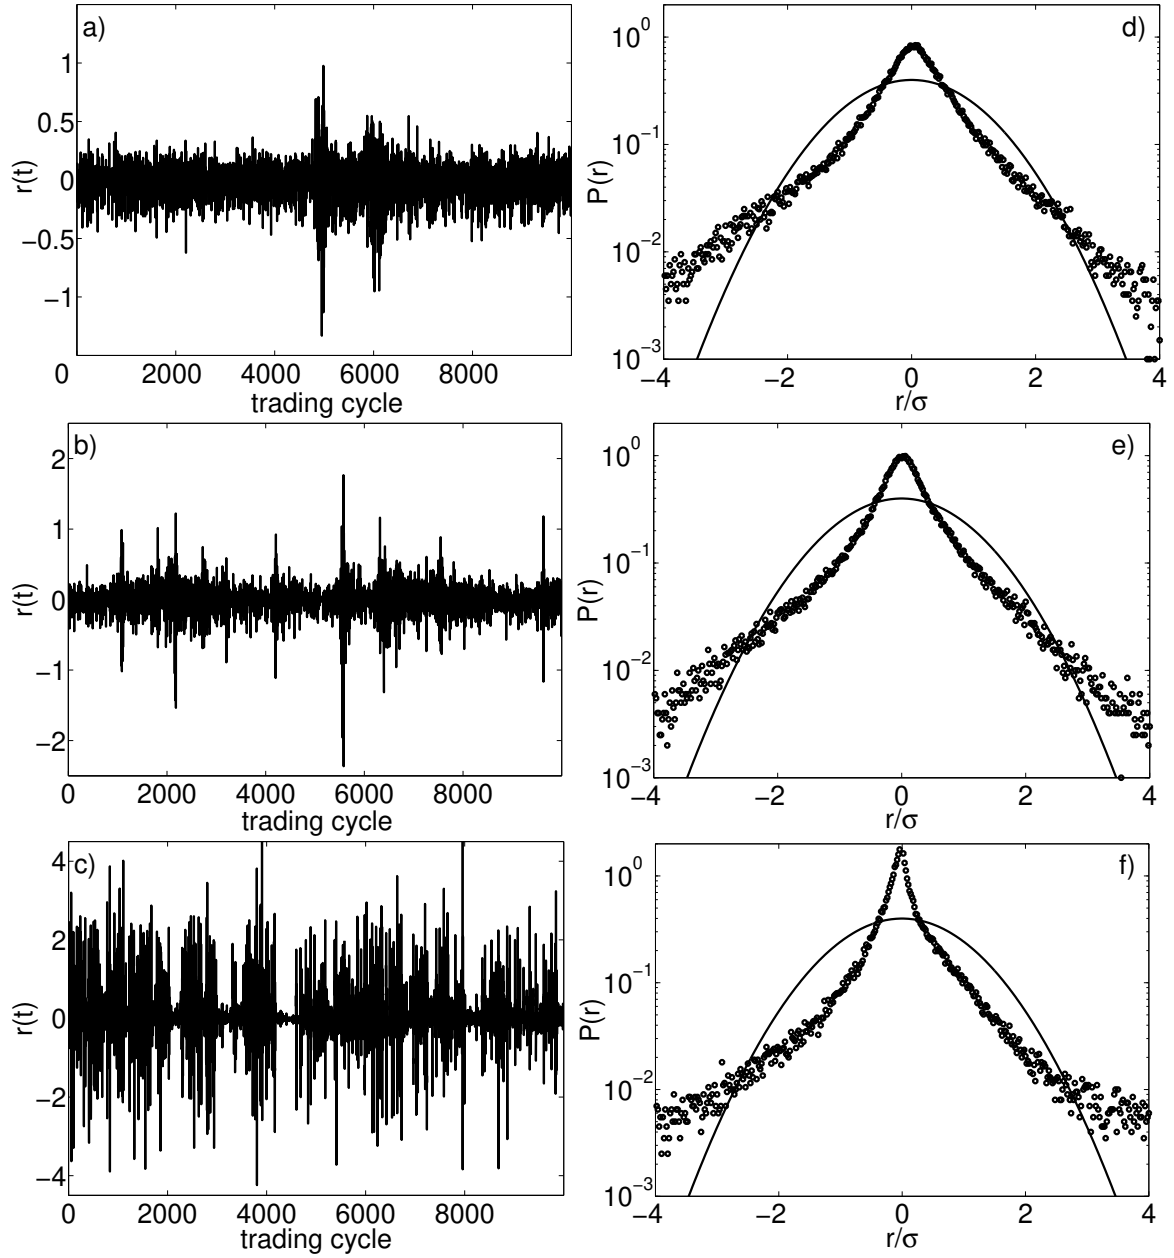 a)
1
0.5
0
−0.5
−1
r(t)
0 2000 4000 6000 8000
trading cycle
d)
10^0
10^−1
10^−2
10^−3
P(r)
−4 −2 0 2 4
r/σ
b)
2
1
0
−1
−2
r(t)
0 2000 4000 6000 8000
trading cycle
e)
10^0
10^−1
10^−2
10^−3
P(r)
−4 −2 0 2 4
r/σ
c)
4
2
0
−2
−4
r(t)
0 2000 4000 6000 8000
trading cycle
f)
10^0
10^−1
10^−2
10^−3
P(r)
−4 −2 0 2 4
r/σ